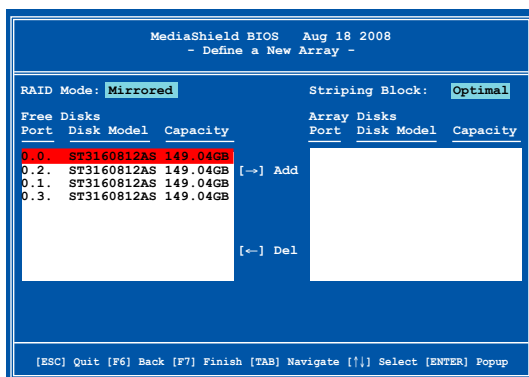 MediaShield BIOS Aug 18 2008
- Define a New Array -
RAID Mode: Mirrored Striping Block: Optimal
Free Disks Array Disks
Port Disk Model Capacity Port Disk Model Capacity
0.0. ST3160812AS 149.04GB
0.2. ST3160812AS 149.04GB [→] Add
0.1. ST3160812AS 149.04GB
0.3. ST3160812AS 149.04GB
[←] Del
[ESC] Quit [F6] Back [F7] Finish [TAB] Navigate [↑↓] Select [ENTER] Popup